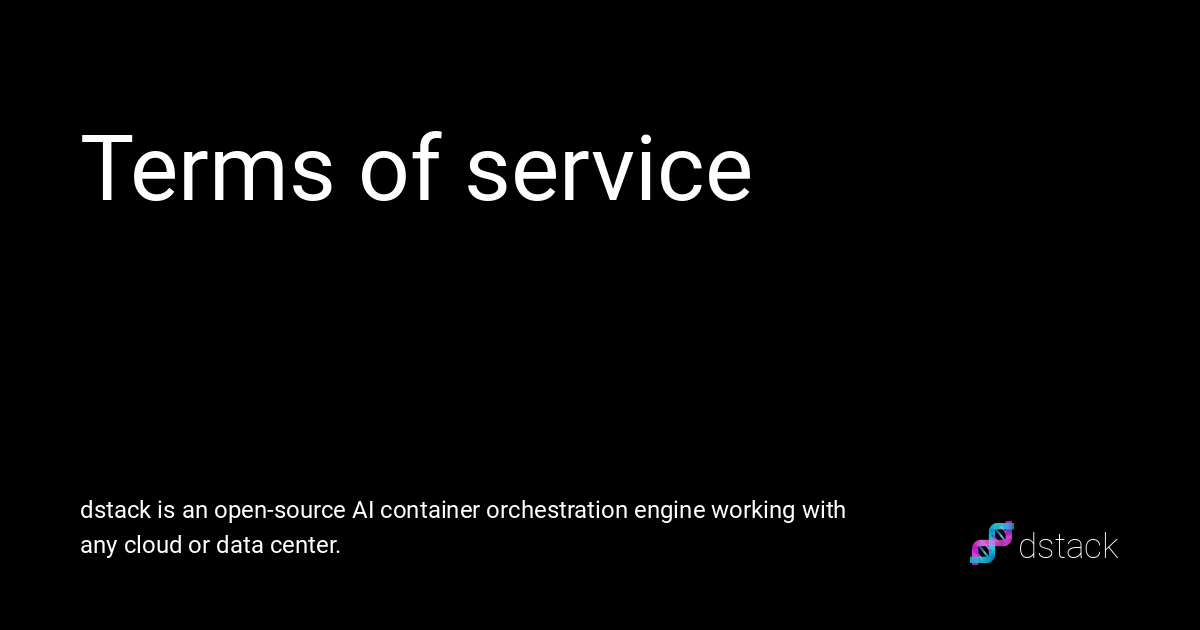 Terms of service
dstack is an open-source AI container orchestration engine working with
any cloud or data center.
dstack